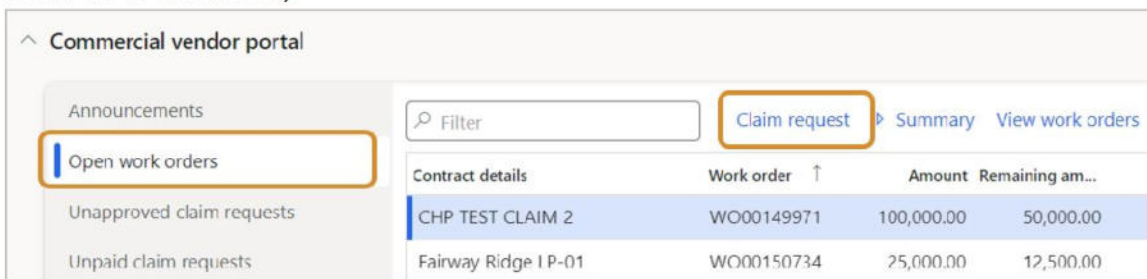 Commercial vendor portal
Announcements
Open work orders
Unapproved claim requests
Unpaid claim requests
Filter
Claim request Summary View work orders
Contract details Work order ↑ Amount Remaining am...
CHP TEST CLAIM 2 WO00149971 100,000.00 50,000.00
Fairway Ridge LP-01 WO00150734 25,000.00 12,500.00